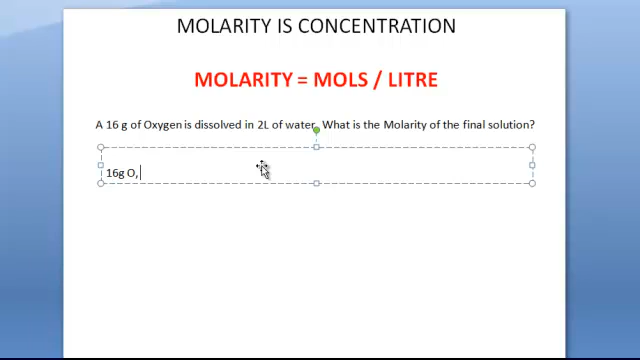 MOLARITY IS CONCENTRATION
MOLARITY = MOLS / LITRE
A 16 g of Oxygen is dissolved in 2L of water. What is the Molarity of the final solution?
16g O,